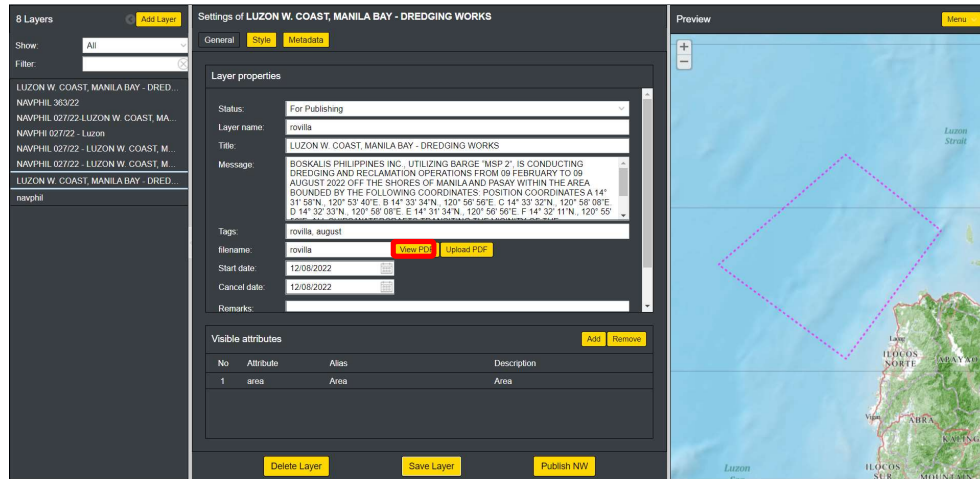 8 Layers
Add Layer
Show:
All
Filter:
LUZON W. COAST, MANILA BAY - DRED...
NAVPHIL 363/22
NAVPHIL 027/22-LUZON W. COAST, MA...
NAVPHI 027/22 - Luzon
NAVPHIL 027/22 - LUZON W. COAST, M...
NAVPHIL 027/22 - LUZON W. COAST, M...
LUZON W. COAST, MANILA BAY - DRED...
navphil
Settings of LUZON W. COAST, MANILA BAY - DREDGING WORKS
General
Style
Metadata
Layer properties
Status:
For Publishing
Layer name:
rovilla
Title:
LUZON W. COAST, MANILA BAY - DREDGING WORKS
Message:
BOSKALIS PHILIPPINES INC., UTILIZING BARGE "MSP 2", IS CONDUCTING
DREDGING AND RECLAMATION OPERATIONS FROM 09 FEBRUARY TO 09
AUGUST 2022 OFF THE SHORES OF MANILA AND PASAY WITHIN THE AREA
BOUNDED BY THE FOLLOWING COORDINATES: POSITION COORDINATES A 14°
31' 58"N., 120° 53' 40"E. B 14° 33' 34"N., 120° 56' 56"E. C 14° 33' 32"N., 120° 58' 08"E.
D 14° 32' 33"N., 120° 58' 08"E. E 14° 31' 34"N., 120° 56' 56"E. F 14° 32' 11"N., 120° 55'
Tags:
rovilla, august
filename:
rovilla
View PDF
Upload PDF
Start date:
12/08/2022
Cancel date:
12/08/2022
Remarks:
Visible attributes
Add
Remove
No Attribute Alias Description
1 area Area Area
Delete Layer
Save Layer
Publish NW
Preview
Menu
+
−
Luzon
Strait
Laoag
ILOCOS
NORTE
APAYAO
Vigan
ABRA
KALINGA
Luzon
ILOCOS
SUR
MOUNTAIN